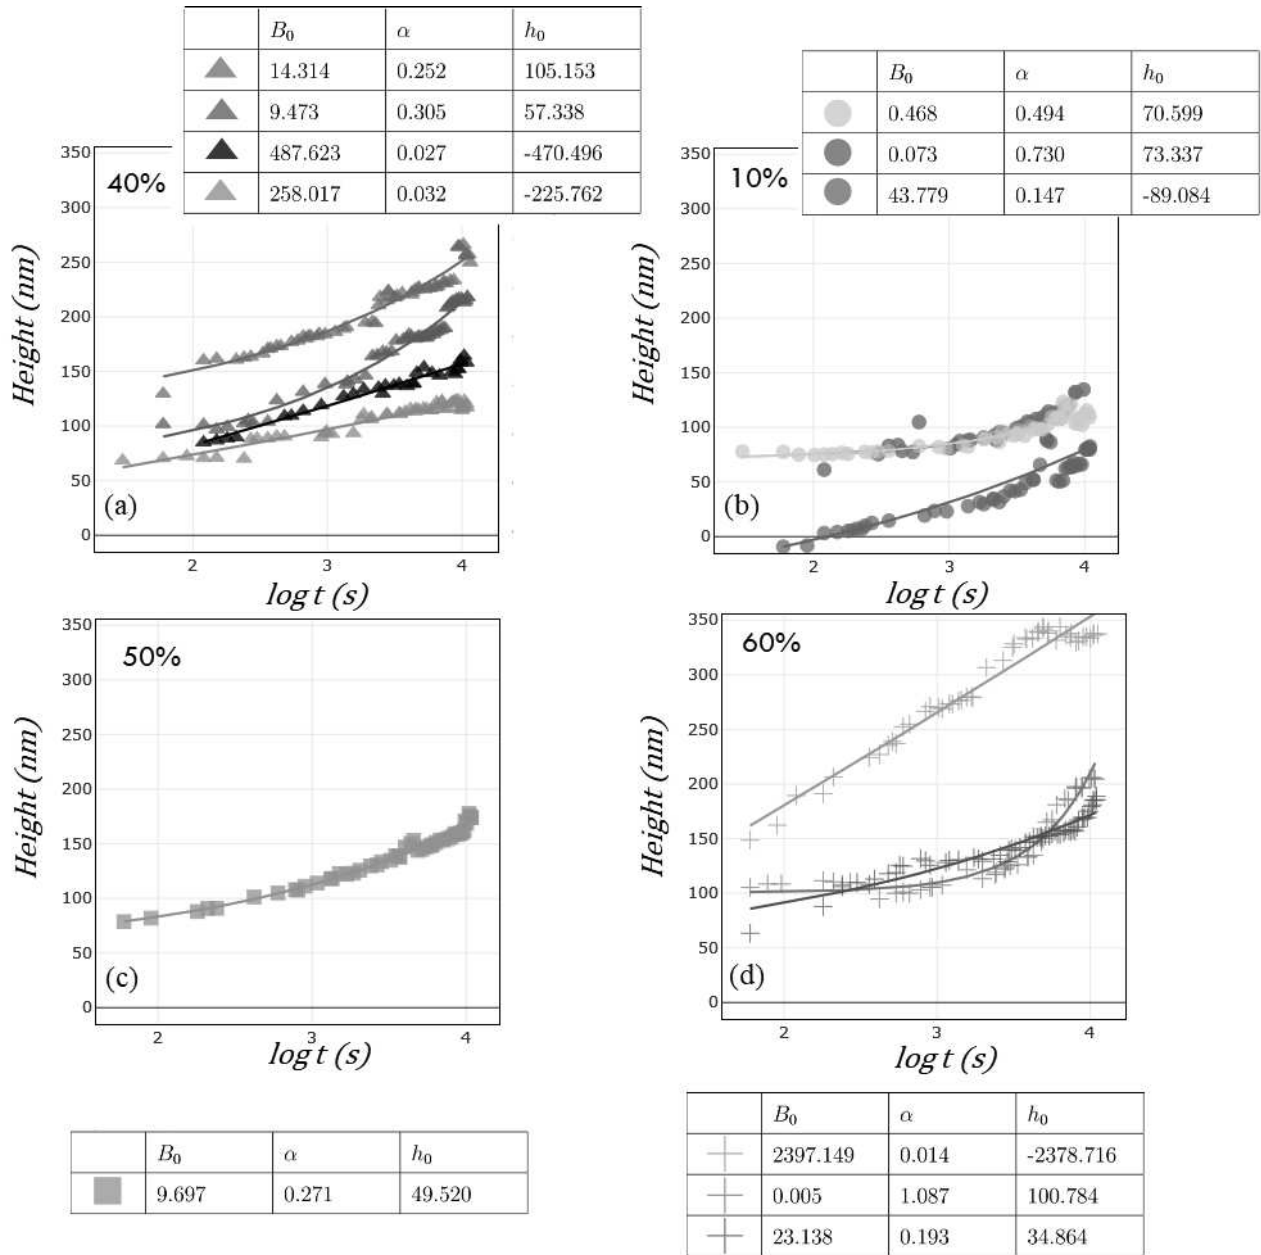 B₀ α h₀
14.314 0.252 105.153
9.473 0.305 57.338
487.623 0.027 -470.496
258.017 0.032 -225.762
B₀ α h₀
0.468 0.494 70.599
0.073 0.730 73.337
43.779 0.147 -89.084
40%
350
300
250
200
150
100
50
0
2 3 4
Height (nm)
log t (s)
(a)
10%
350
300
250
200
150
100
50
0
2 3 4
Height (nm)
log t (s)
(b)
50%
350
300
250
200
150
100
50
0
2 3 4
Height (nm)
log t (s)
(c)
60%
350
300
250
200
150
100
50
0
2 3 4
Height (nm)
log t (s)
(d)
B₀ α h₀
9.697 0.271 49.520
B₀ α h₀
2397.149 0.014 -2378.716
0.005 1.087 100.784
23.138 0.193 34.864